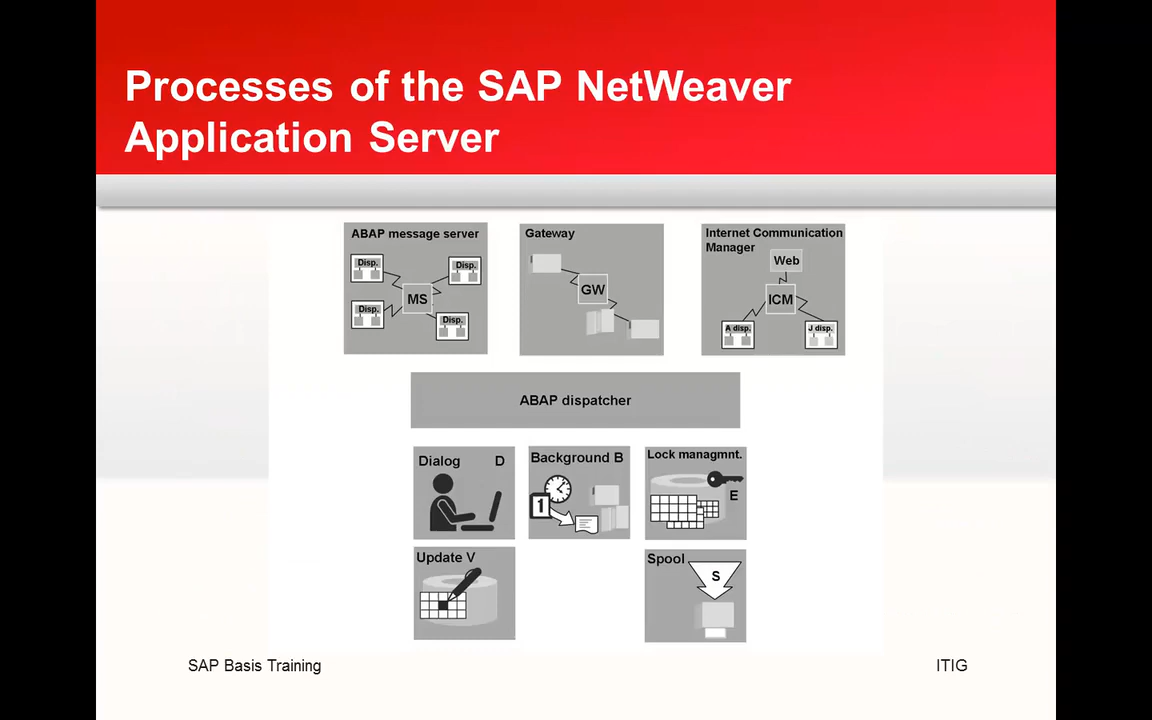 Processes of the SAP NetWeaver
Application Server
ABAP message server
Disp.
Disp.
MS
Disp.
Disp.
Gateway
GW
Internet Communication
Manager
Web
ICM
A disp.
J disp.
ABAP dispatcher
Dialog D
Background B
1
Lock managmnt.
E
Update V
Spool
S
SAP Basis Training
ITIG